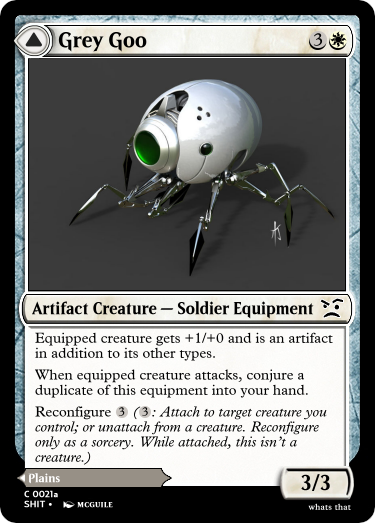 Grey Goo
3
Artifact Creature — Soldier Equipment
Equipped creature gets +1/+0 and is an artifact
in addition to its other types.
When equipped creature attacks, conjure a
duplicate of this equipment into your hand.
Reconfigure 3 (3: Attach to target creature you
control; or unattach from a creature. Reconfigure
only as a sorcery. While attached, this isn't a
creature.)
Plains
3/3
C 0021a
SHIT • MCGUILE
whats that